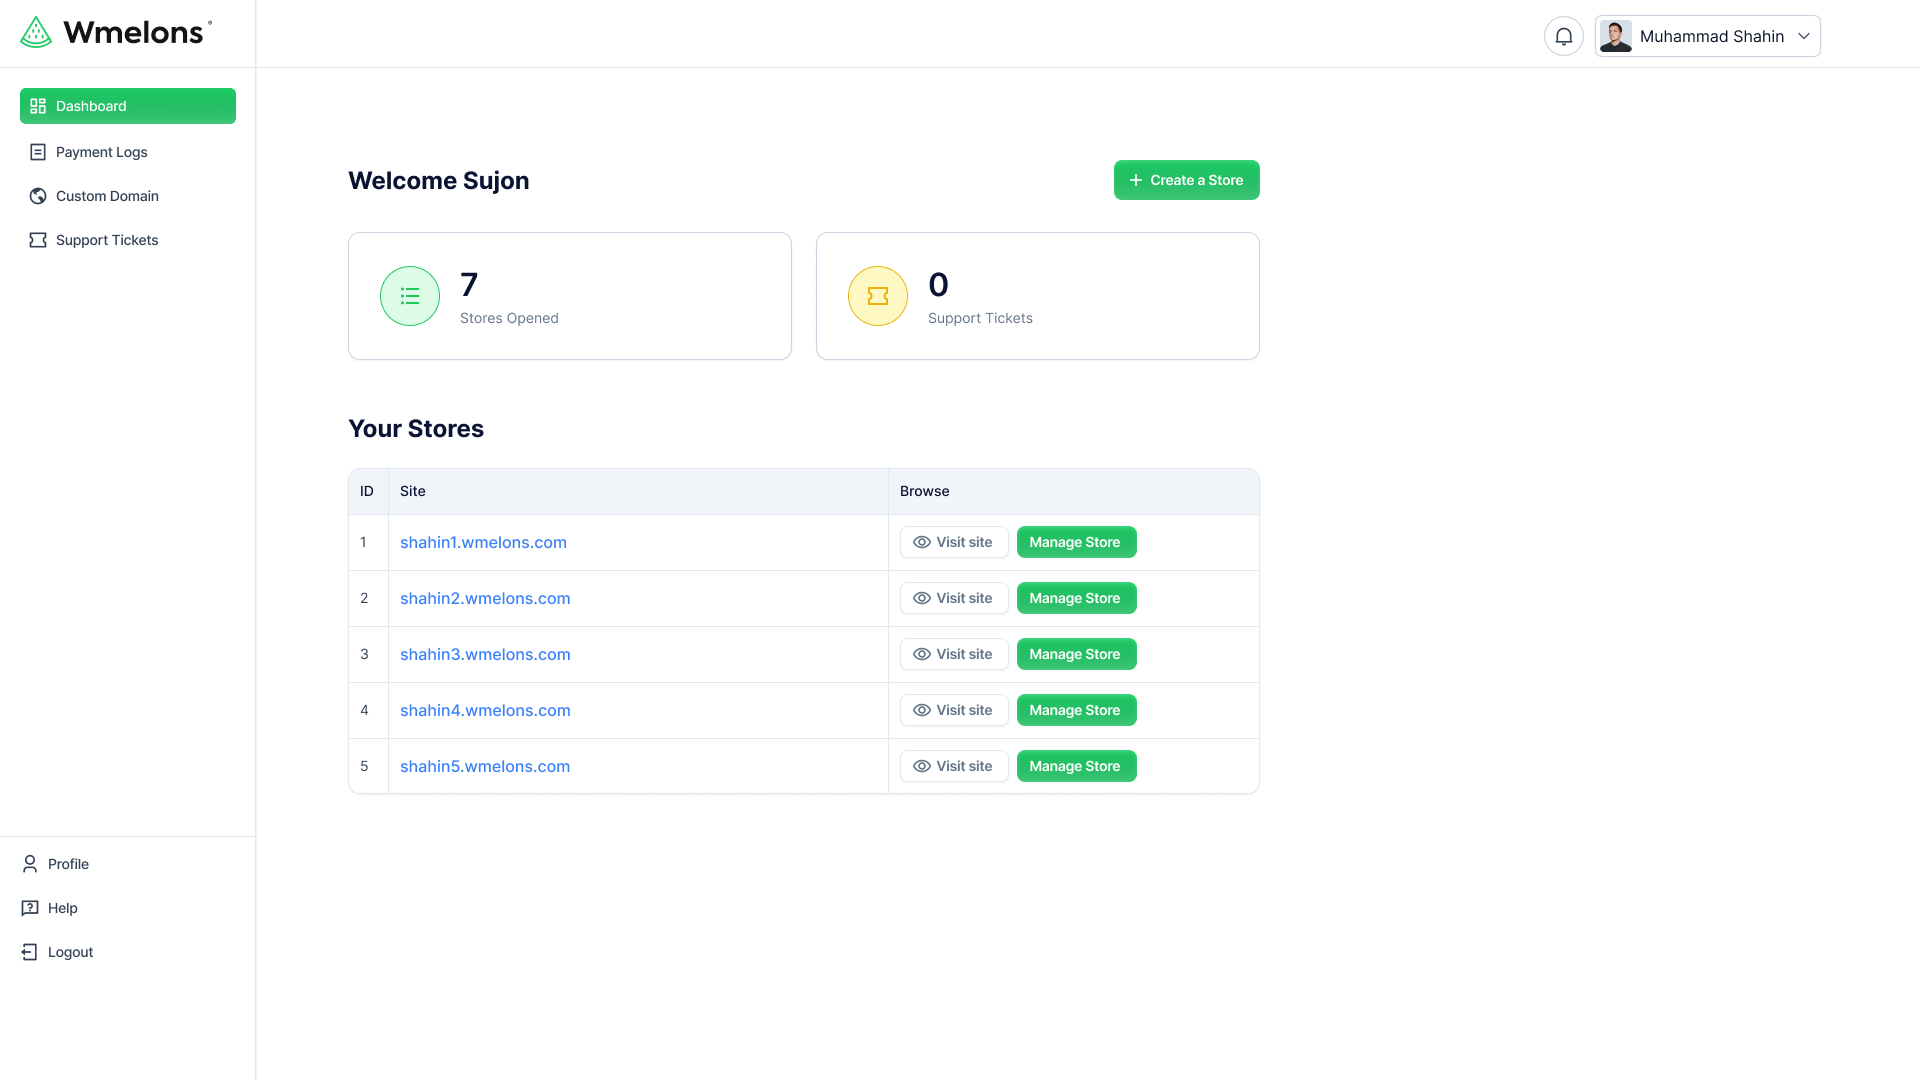 Wmelons
Muhammad Shahin
Dashboard
Payment Logs
Custom Domain
Support Tickets
Welcome Sujon
Create a Store
7
Stores Opened
0
Support Tickets
Your Stores
ID Site Browse
1 shahin1.wmelons.com Visit site Manage Store
2 shahin2.wmelons.com Visit site Manage Store
3 shahin3.wmelons.com Visit site Manage Store
4 shahin4.wmelons.com Visit site Manage Store
5 shahin5.wmelons.com Visit site Manage Store
Profile
Help
Logout